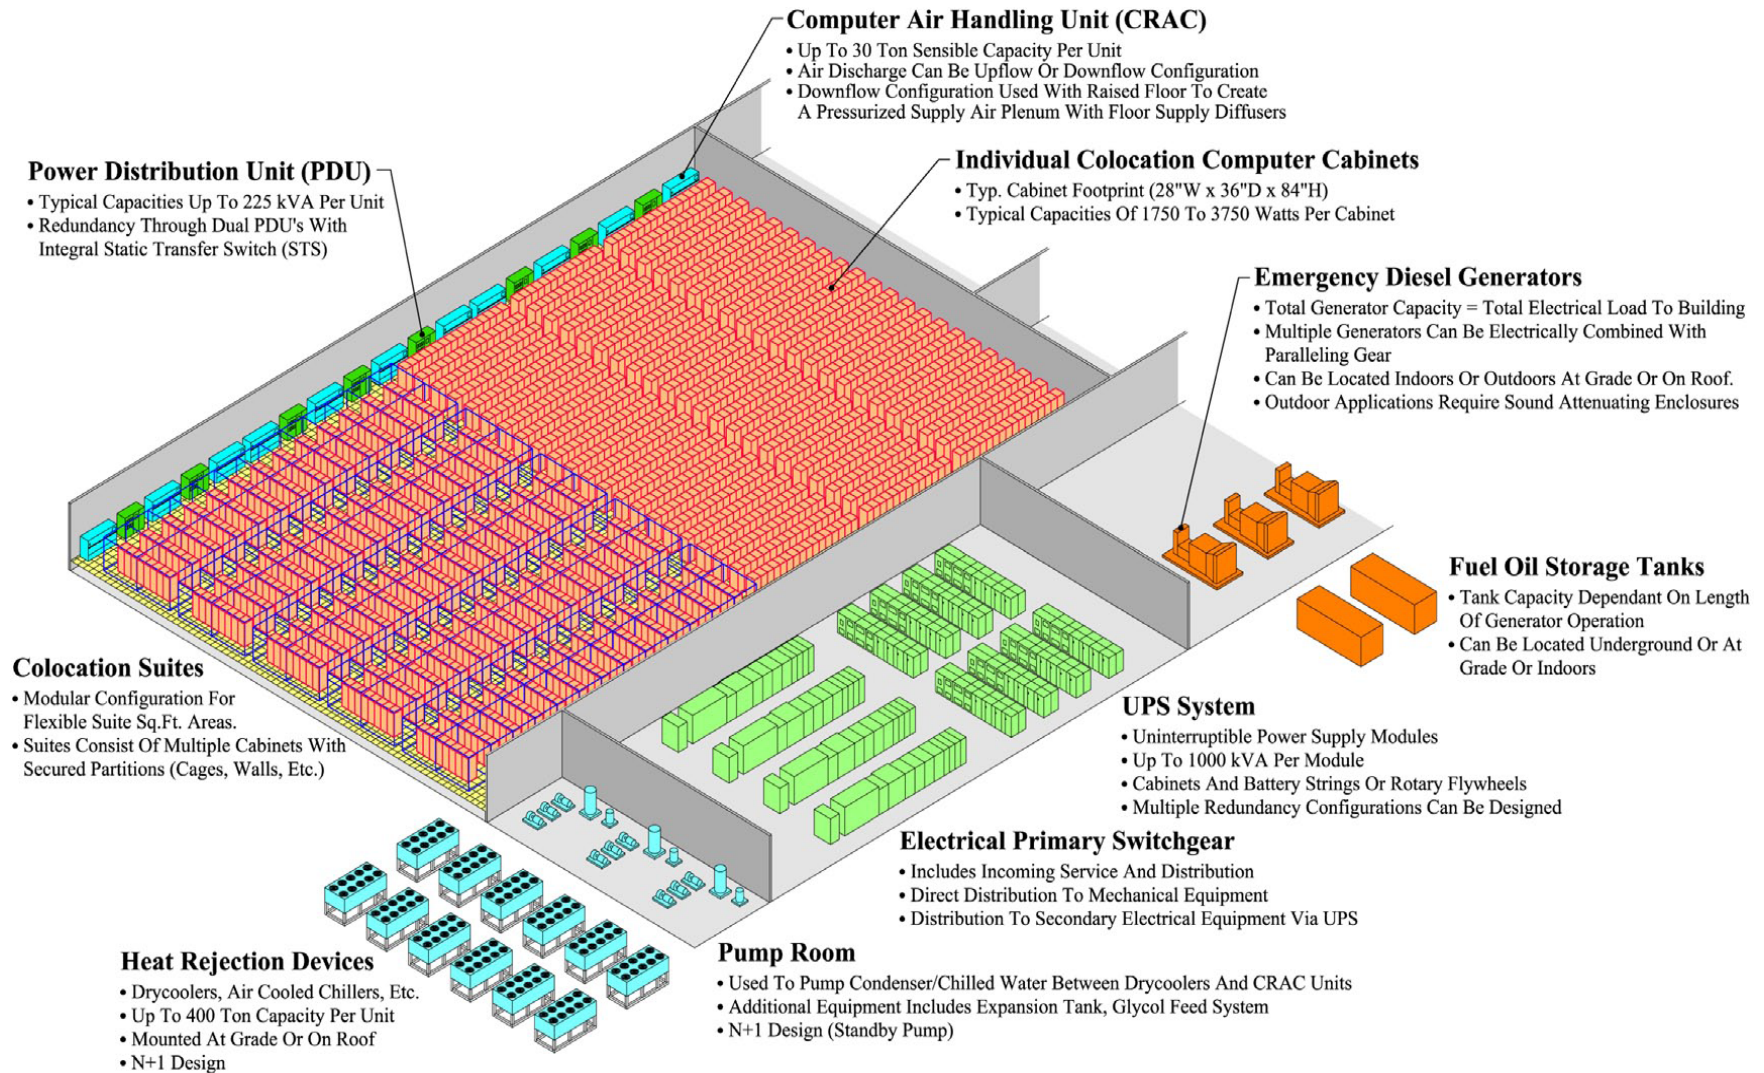 Computer Air Handling Unit (CRAC)
• Up To 30 Ton Sensible Capacity Per Unit
• Air Discharge Can Be Upflow Or Downflow Configuration
• Downflow Configuration Used With Raised Floor To Create
A Pressurized Supply Air Plenum With Floor Supply Diffusers
Power Distribution Unit (PDU)
• Typical Capacities Up To 225 kVA Per Unit
• Redundancy Through Dual PDU's With
Integral Static Transfer Switch (STS)
Individual Colocation Computer Cabinets
• Typ. Cabinet Footprint (28"W x 36"D x 84"H)
• Typical Capacities Of 1750 To 3750 Watts Per Cabinet
Emergency Diesel Generators
• Total Generator Capacity = Total Electrical Load To Building
• Multiple Generators Can Be Electrically Combined With
Paralleling Gear
• Can Be Located Indoors Or Outdoors At Grade Or On Roof.
• Outdoor Applications Require Sound Attenuating Enclosures
Fuel Oil Storage Tanks
• Tank Capacity Dependant On Length
Of Generator Operation
• Can Be Located Underground Or At
Grade Or Indoors
Colocation Suites
• Modular Configuration For
Flexible Suite Sq.Ft. Areas.
• Suites Consist Of Multiple Cabinets With
Secured Partitions (Cages, Walls, Etc.)
UPS System
• Uninterruptible Power Supply Modules
• Up To 1000 kVA Per Module
• Cabinets And Battery Strings Or Rotary Flywheels
• Multiple Redundancy Configurations Can Be Designed
Electrical Primary Switchgear
• Includes Incoming Service And Distribution
• Direct Distribution To Mechanical Equipment
• Distribution To Secondary Electrical Equipment Via UPS
Pump Room
• Used To Pump Condenser/Chilled Water Between Drycoolers And CRAC Units
• Additional Equipment Includes Expansion Tank, Glycol Feed System
• N+1 Design (Standby Pump)
Heat Rejection Devices
• Drycoolers, Air Cooled Chillers, Etc.
• Up To 400 Ton Capacity Per Unit
• Mounted At Grade Or On Roof
• N+1 Design